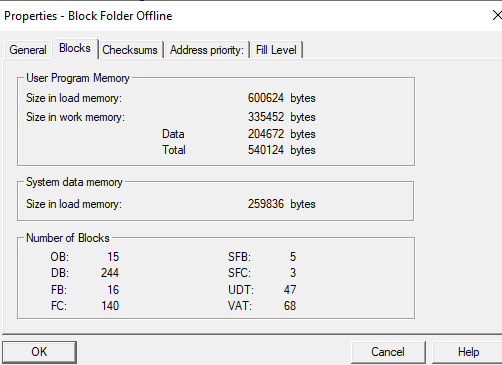 Properties - Block Folder Offline
General Blocks Checksums Address priority: Fill Level
User Program Memory
Size in load memory: 600624 bytes
Size in work memory: 335452 bytes
Data 204672 bytes
Total 540124 bytes
System data memory
Size in load memory: 259836 bytes
Number of Blocks
OB: 15 SFB: 5
DB: 244 SFC: 3
FB: 16 UDT: 47
FC: 140 VAT: 68
OK Cancel Help